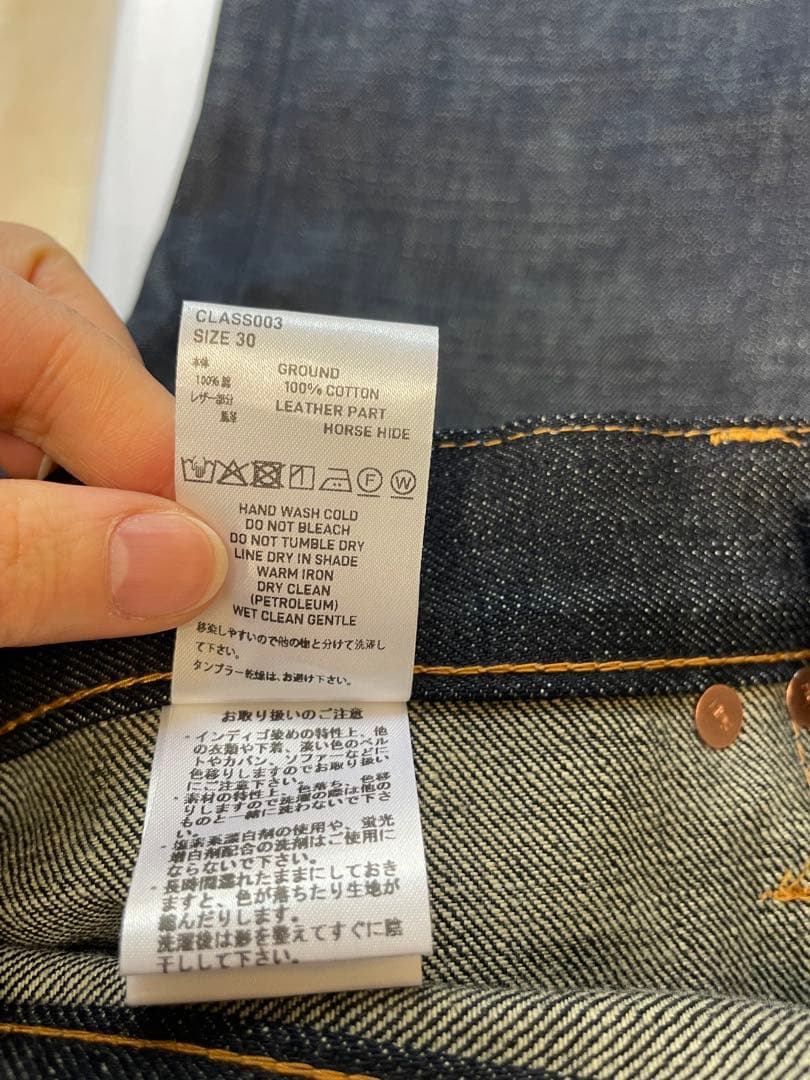 CLASS003
SIZE 30
本体
100% 綿
レザー部分
馬革
GROUND
100% COTTON
LEATHER PART
HORSE HIDE
F
W
HAND WASH COLD
DO NOT BLEACH
DO NOT TUMBLE DRY
LINE DRY IN SHADE
WARM IRON
DRY CLEAN
(PETROLEUM)
WET CLEAN GENTLE
移染しやすいので他の物と分けて洗濯し
て下さい。
タンブラー乾燥は、お避け下さい。
お取り扱いのご注意
・インディゴ染めの特性上、他
の衣類や下着、淡い色のベル
トやカバン、ソファーなどに
色移りしますのでお取り扱い
にご注意下さい。
・素材の特性上、色落ち、色移
りしますので洗濯の際は他の
ものと一緒に洗わないで下さ
い。
・塩素系漂白剤の使用や、蛍光
増白剤配合の洗剤はご使用に
ならないで下さい。
・長時間濡れたままにしておき
ますと、色が落ちたり生地が
縮んだりします。
洗濯後は形を整えてすぐに陰
干しして下さい。